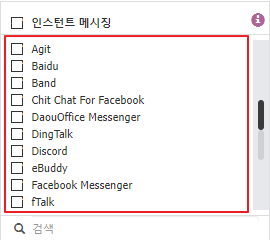 인스턴트 메시징
Agit
Baidu
Band
Chit Chat For Facebook
DaouOffice Messenger
DingTalk
Discord
eBuddy
Facebook Messenger
fTalk
검색